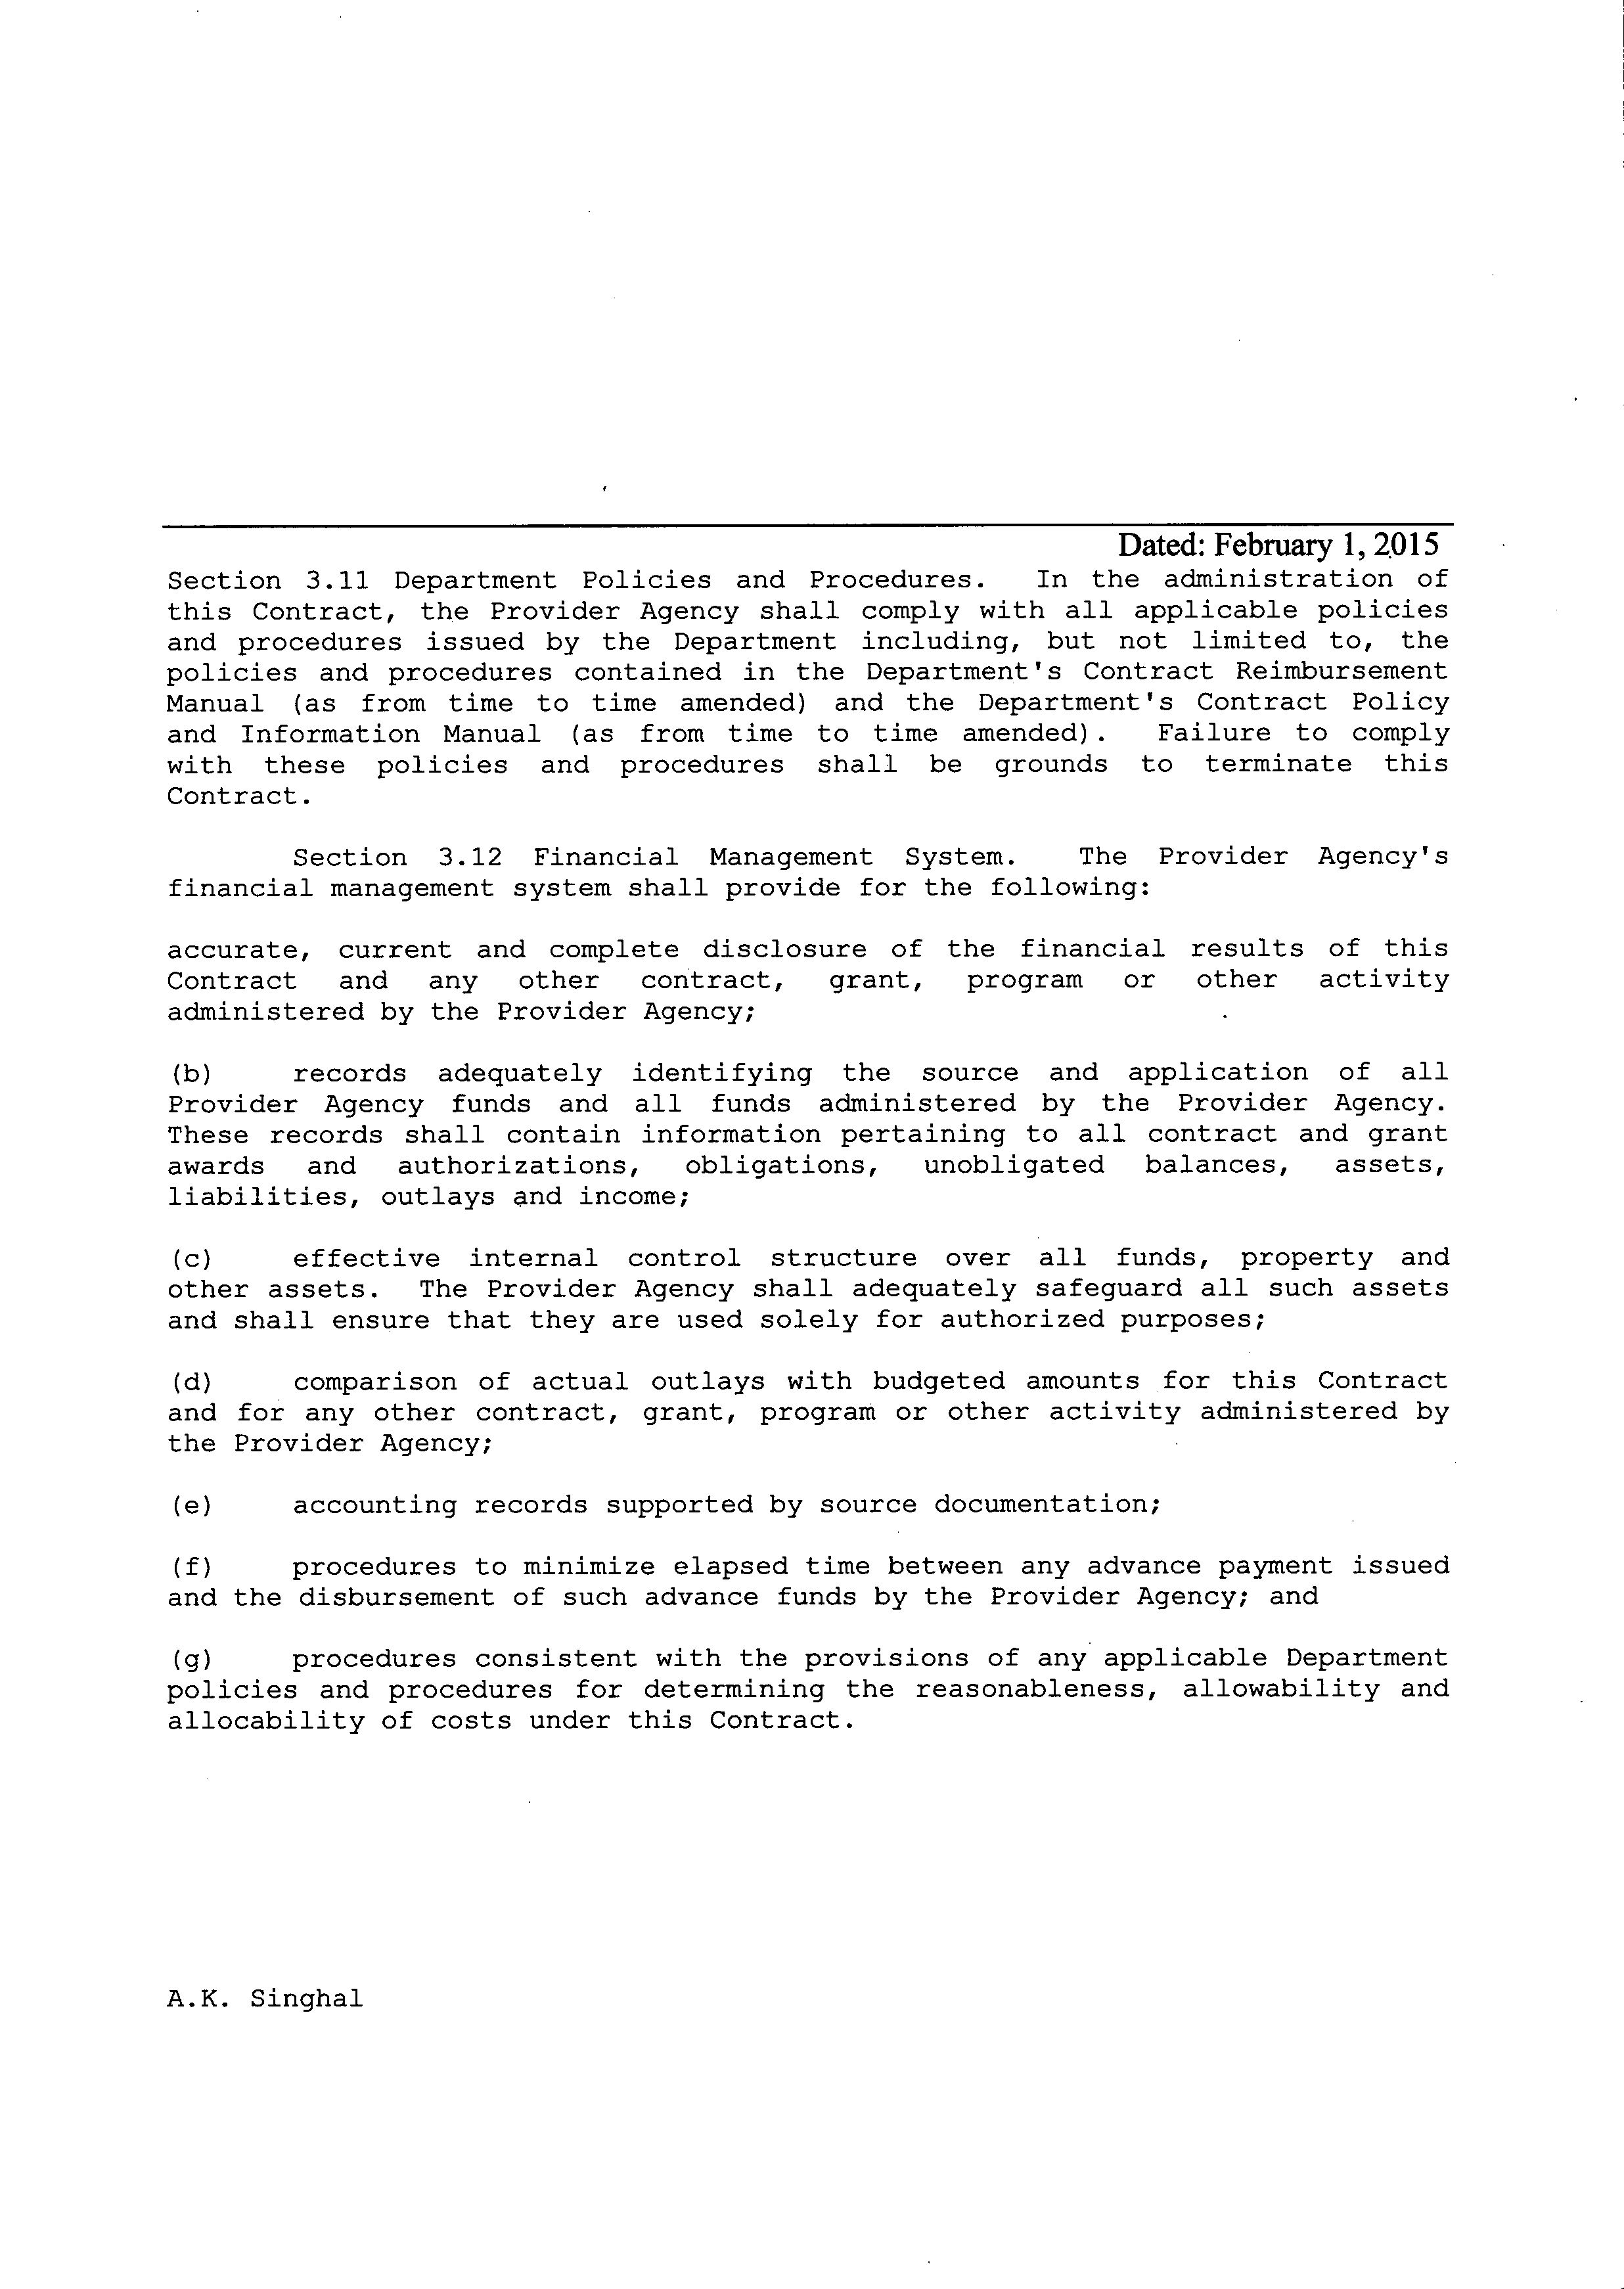 Dated: February 1, 2015
Section 3.11 Department Policies and Procedures. In the administration of
this Contract, the Provider Agency shall comply with all applicable policies
and procedures issued by the Department including, but not limited to, the
policies and procedures contained in the Department's Contract Reimbursement
Manual (as from time to time amended) and the Department's Contract Policy
and Information Manual (as from time to time amended). Failure to comply
with these policies and procedures shall be grounds to terminate this
Contract.
Section 3.12 Financial Management System. The Provider Agency's
financial management system shall provide for the following:
accurate, current and complete disclosure of the financial results of this
Contract and any other contract, grant, program or other activity
administered by the Provider Agency;
(b) records adequately identifying the source and application of all
Provider Agency funds and all funds administered by the Provider Agency.
These records shall contain information pertaining to all contract and grant
awards and authorizations, obligations, unobligated balances, assets,
liabilities, outlays and income;
(c) effective internal control structure over all funds, property and
other assets. The Provider Agency shall adequately safeguard all such assets
and shall ensure that they are used solely for authorized purposes;
(d) comparison of actual outlays with budgeted amounts for this Contract
and for any other contract, grant, program or other activity administered by
the Provider Agency;
(e) accounting records supported by source documentation;
(f) procedures to minimize elapsed time between any advance payment issued
and the disbursement of such advance funds by the Provider Agency; and
(g) procedures consistent with the provisions of any applicable Department
policies and procedures for determining the reasonableness, allowability and
allocability of costs under this Contract.
A.K. Singhal